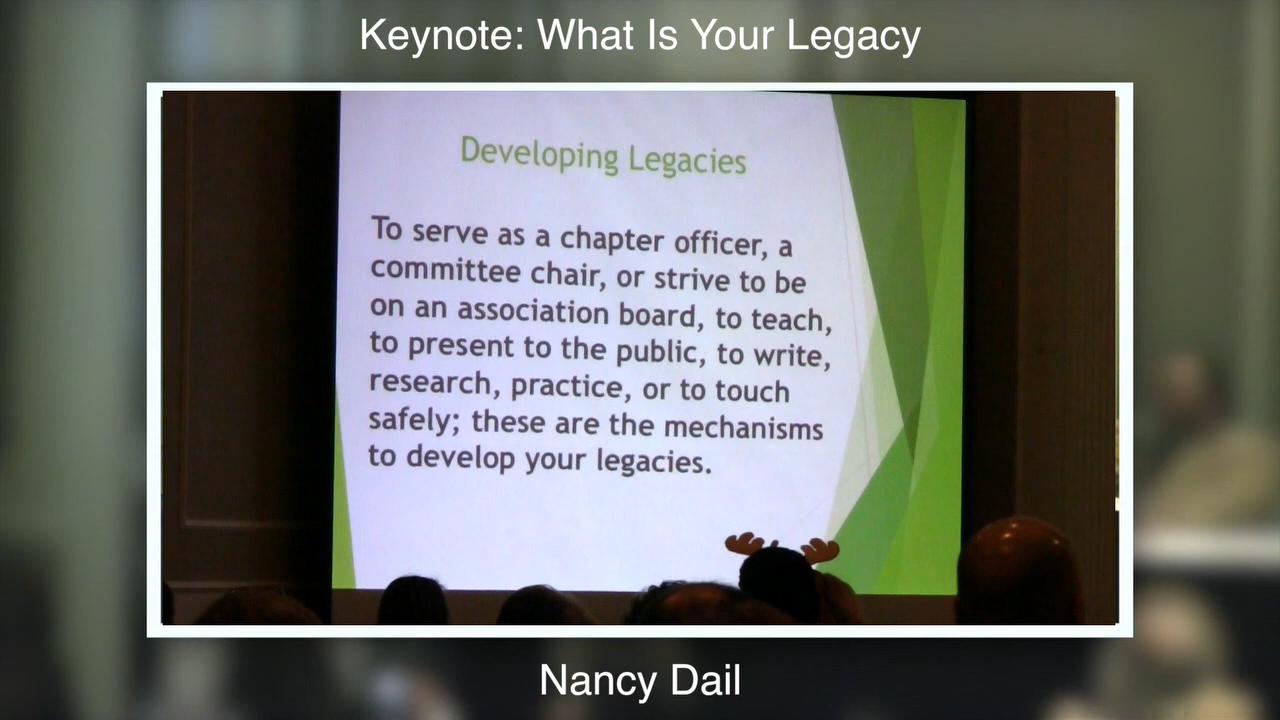 Keynote: What Is Your Legacy
Developing Legacies
To serve as a chapter officer, a
committee chair, or strive to be
on an association board, to teach,
to present to the public, to write,
research, practice, or to touch
safely; these are the mechanisms
to develop your legacies.
Nancy Dail